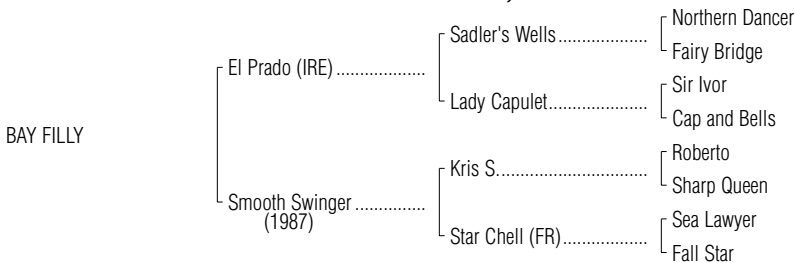 Northern Dancer
Sadler's Wells....................
Fairy Bridge
El Prado (IRE) ...................
Sir Ivor
Lady Capulet......................
Cap and Bells
BAY FILLY
Roberto
Kris S.................................
Sharp Queen
Smooth Swinger ...............
(1987)
Sea Lawyer
Star Chell (FR)...................
Fall Star